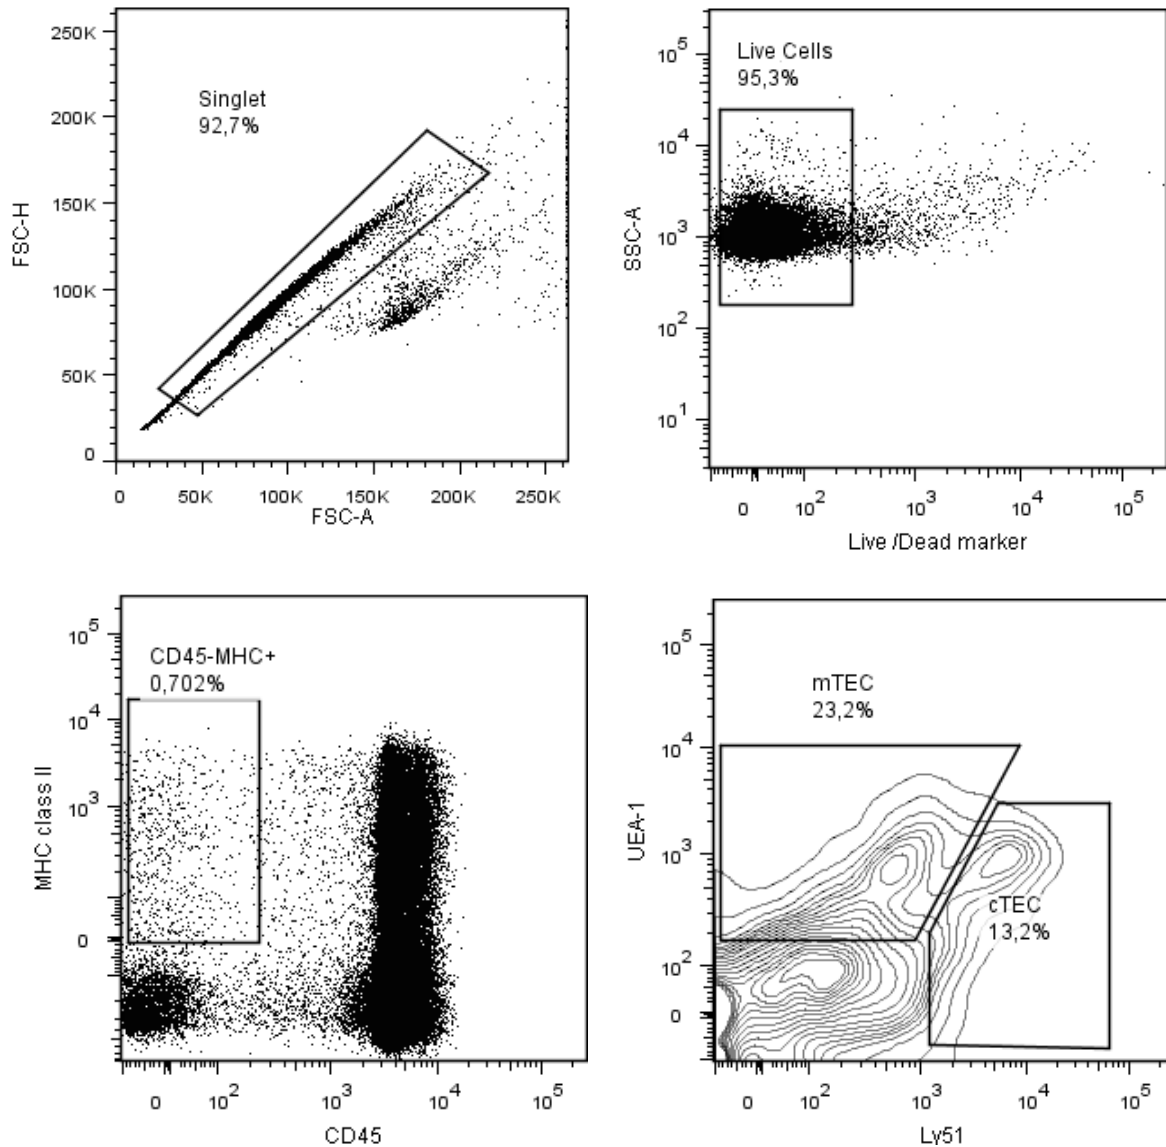 250K
200K
150K
100K
50K
0
FSC-H
Singlet
92,7%
0
50K
100K
150K
200K
250K
FSC-A
10^5
10^4
10^3
10^2
10^1
SSC-A
Live Cells
95,3%
0
10^2
10^3
10^4
10^5
Live /Dead marker
10^5
10^4
10^3
0
MHC class II
CD45-MHC+
0,702%
0
10^2
10^3
10^4
10^5
CD45
10^5
10^4
10^3
10^2
0
UEA-1
mTEC
23,2%
cTEC
13,2%
0
10^2
10^3
10^4
10^5
Ly51